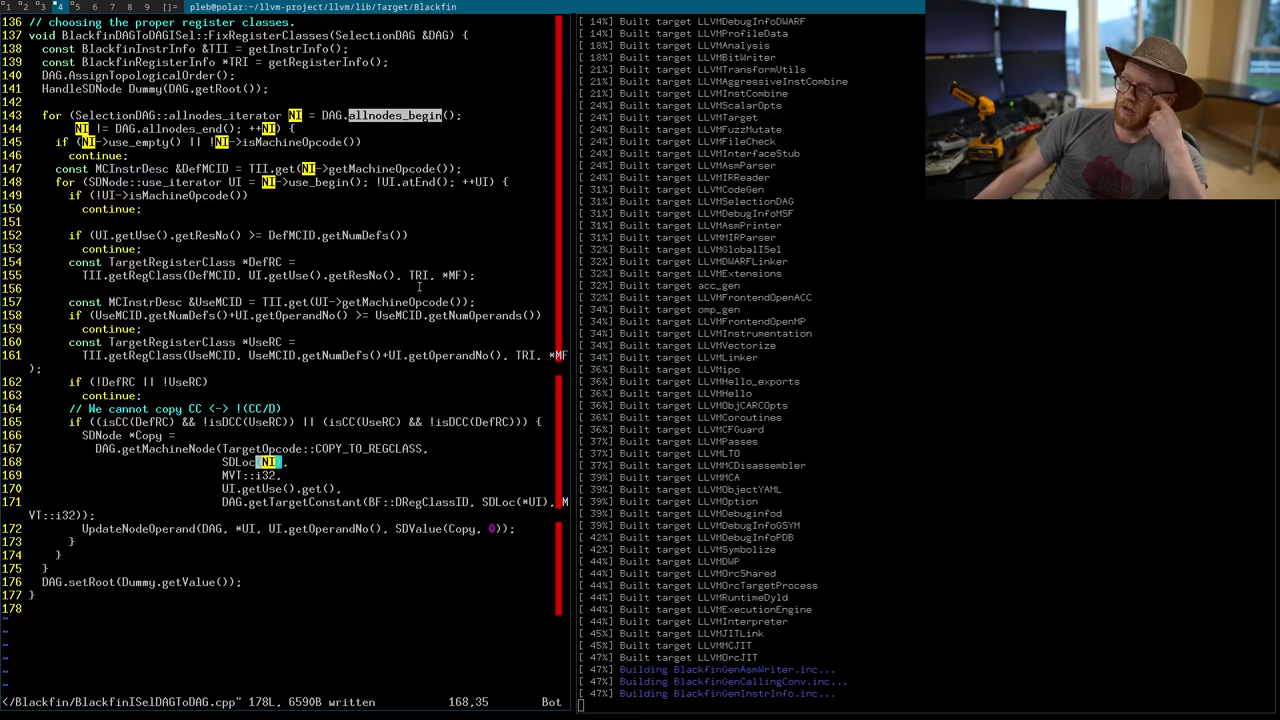 1 2 3 4 5 6 7 8 9 []= pleb@polar:~/llvm-project/llvm/lib/Target/Blackfin
136 // choosing the proper register classes.
137 void BlackfinDAGToDAGISel::FixRegisterClasses(SelectionDAG &DAG) {
138   const BlackfinInstrInfo &TII = getInstrInfo();
139   const BlackfinRegisterInfo *TRI = getRegisterInfo();
140   DAG.AssignTopologicalOrder();
141   HandleSDNode Dummy(DAG.getRoot());
142
143   for (SelectionDAG::allnodes_iterator NI = DAG.allnodes_begin();
144        NI != DAG.allnodes_end(); ++NI) {
145     if (NI->use_empty() || !NI->isMachineOpcode())
146       continue;
147     const MCInstrDesc &DefMCID = TII.get(NI->getMachineOpcode());
148     for (SDNode::use_iterator UI = NI->use_begin(); !UI.atEnd(); ++UI) {
149       if (!UI->isMachineOpcode())
150         continue;
151
152       if (UI.getUse().getResNo() >= DefMCID.getNumDefs())
153         continue;
154       const TargetRegisterClass *DefRC =
155         TII.getRegClass(DefMCID, UI.getUse().getResNo(), TRI, *MF);
156
157       const MCInstrDesc &UseMCID = TII.get(UI->getMachineOpcode());
158       if (UseMCID.getNumDefs()+UI.getOperandNo() >= UseMCID.getNumOperands())
159         continue;
160       const TargetRegisterClass *UseRC =
161         TII.getRegClass(UseMCID, UseMCID.getNumDefs()+UI.getOperandNo(), TRI, *MF
);
162       if (!DefRC || !UseRC)
163         continue;
164       // We cannot copy CC <-> !(CC/D)
165       if ((isCC(DefRC) && !isDCC(UseRC)) || (isCC(UseRC) && !isDCC(DefRC))) {
166         SDNode *Copy =
167           DAG.getMachineNode(TargetOpcode::COPY_TO_REGCLASS,
168                              SDLoc(NI),
169                              MVT::i32,
170                              UI.getUse().get(),
171                              DAG.getTargetConstant(BF::DRegClassID, SDLoc(*UI), M
VT::i32));
172         UpdateNodeOperand(DAG, *UI, UI.getOperandNo(), SDValue(Copy, 0));
173       }
174     }
175   }
176   DAG.setRoot(Dummy.getValue());
177 }
178
~
~
~
~
~
~
</Blackfin/BlackfinISelDAGToDAG.cpp" 178L, 6590B written 168,35 Bot
[ 14%] Built target LLVMDebugInfoDWARF
[ 14%] Built target LLVMProfileData
[ 18%] Built target LLVMAnalysis
[ 18%] Built target LLVMBitWriter
[ 21%] Built target LLVMTransformUtils
[ 21%] Built target LLVMAggressiveInstCombine
[ 21%] Built target LLVMInstCombine
[ 24%] Built target LLVMScalarOpts
[ 24%] Built target LLVMTarget
[ 24%] Built target LLVMFuzzMutate
[ 24%] Built target LLVMFileCheck
[ 24%] Built target LLVMInterfaceStub
[ 24%] Built target LLVMAsmParser
[ 24%] Built target LLVMIRReader
[ 31%] Built target LLVMCodeGen
[ 31%] Built target LLVMSelectionDAG
[ 31%] Built target LLVMDebugInfoMSF
[ 31%] Built target LLVMAsmPrinter
[ 31%] Built target LLVMMIRParser
[ 32%] Built target LLVMGlobalISel
[ 32%] Built target LLVMDWARFLinker
[ 32%] Built target LLVMExtensions
[ 32%] Built target acc_gen
[ 32%] Built target LLVMFrontendOpenACC
[ 34%] Built target omp_gen
[ 34%] Built target LLVMFrontendOpenMP
[ 34%] Built target LLVMInstrumentation
[ 34%] Built target LLVMVectorize
[ 34%] Built target LLVMLinker
[ 36%] Built target LLVMipo
[ 36%] Built target LLVMHello_exports
[ 36%] Built target LLVMHello
[ 36%] Built target LLVMObjCARCOpts
[ 36%] Built target LLVMCoroutines
[ 36%] Built target LLVMCFGuard
[ 37%] Built target LLVMPasses
[ 37%] Built target LLVMLTO
[ 37%] Built target LLVMMCDisassembler
[ 39%] Built target LLVMMCA
[ 39%] Built target LLVMObjectYAML
[ 39%] Built target LLVMOption
[ 39%] Built target LLVMDebuginfod
[ 39%] Built target LLVMDebugInfoGSYM
[ 42%] Built target LLVMDebugInfoPDB
[ 42%] Built target LLVMSymbolize
[ 44%] Built target LLVMDWP
[ 44%] Built target LLVMOrcShared
[ 44%] Built target LLVMOrcTargetProcess
[ 44%] Built target LLVMRuntimeDyld
[ 44%] Built target LLVMExecutionEngine
[ 44%] Built target LLVMInterpreter
[ 45%] Built target LLVMJITLink
[ 45%] Built target LLVMMCJIT
[ 47%] Built target LLVMOrcJIT
[ 47%] Building BlackfinGenAsmWriter.inc...
[ 47%] Building BlackfinGenCallingConv.inc...
[ 47%] Building BlackfinGenInstrInfo.inc...